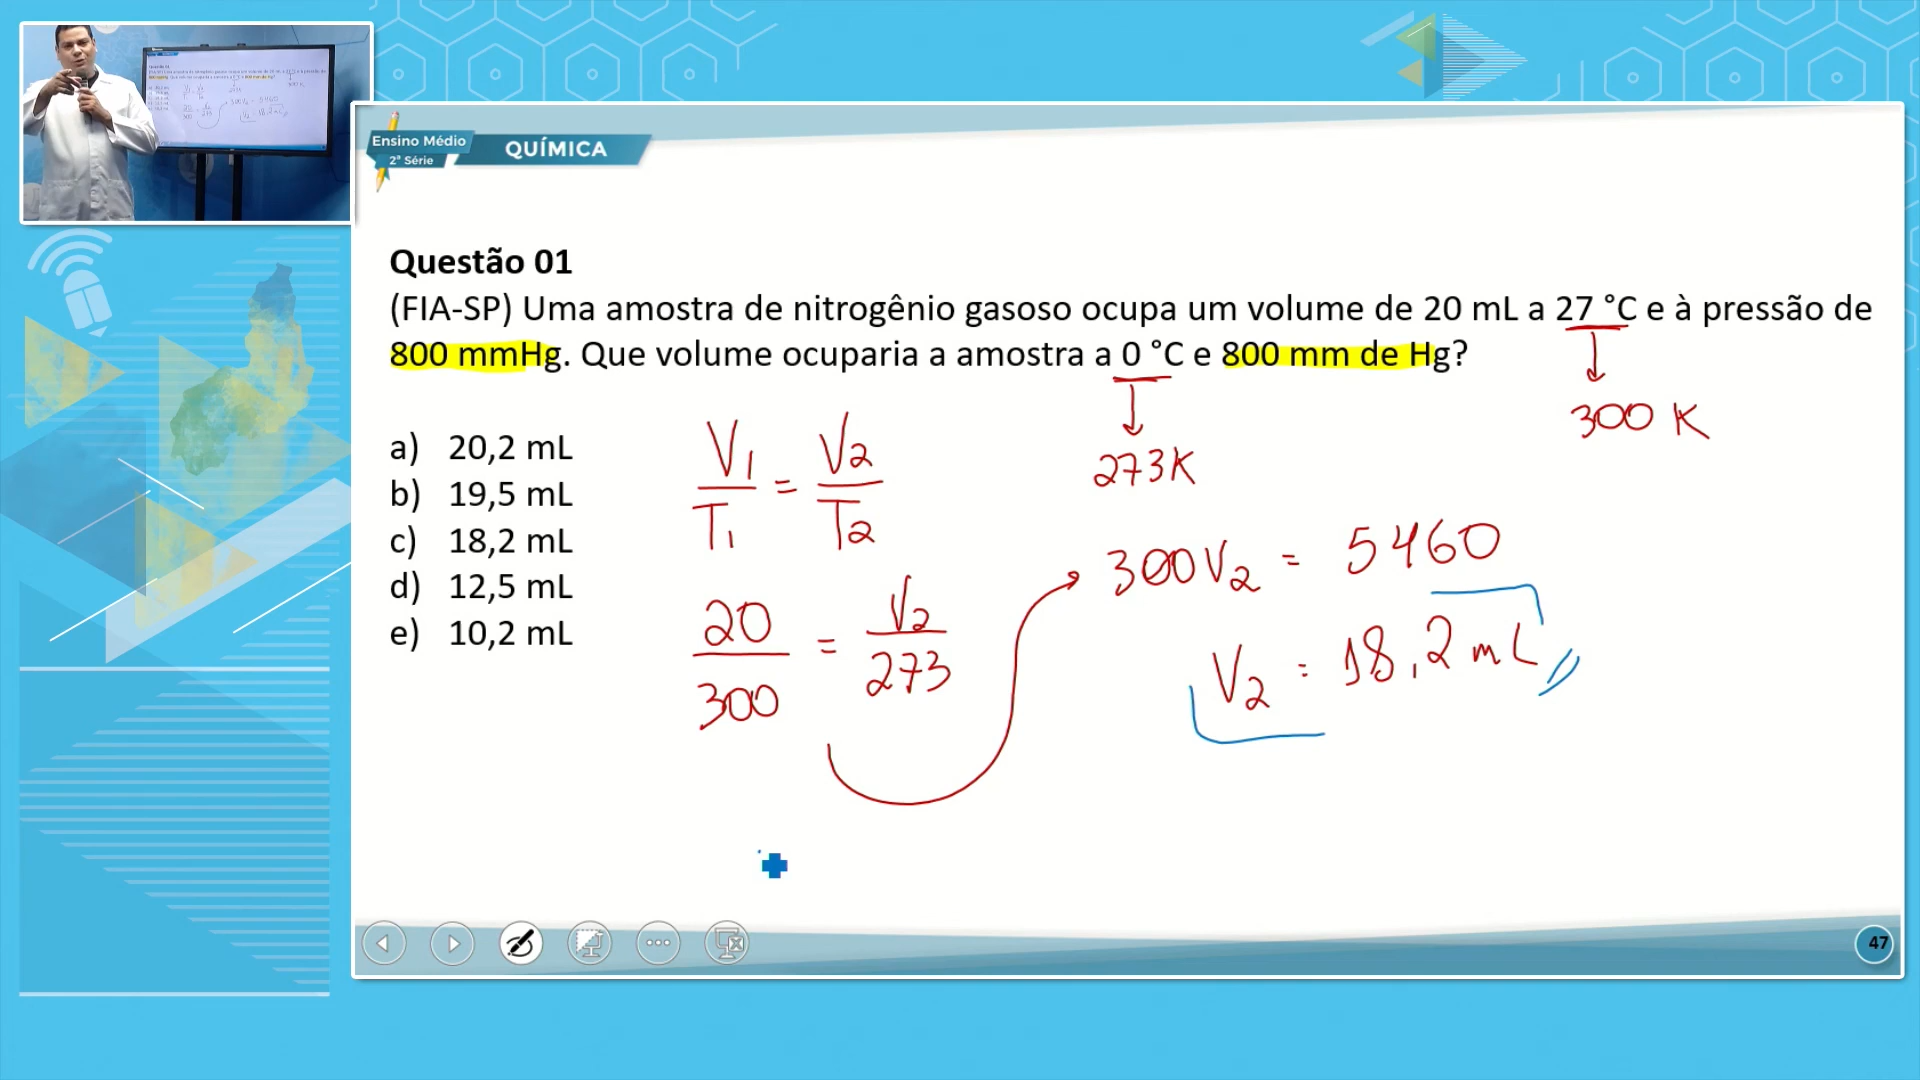 Ensino Médio
2ª Série
QUÍMICA
Questão 01
(FIA-SP) Uma amostra de nitrogênio gasoso ocupa um volume de 20 mL a 27 °C e à pressão de
800 mmHg. Que volume ocuparia a amostra a 0 °C e 800 mm de Hg?
300 K
273K
a) 20,2 mL
b) 19,5 mL
c) 18,2 mL
d) 12,5 mL
e) 10,2 mL
V1/T1 = V2/T2
20/300 = V2/273
300V2 = 5460
V2 = 18,2 mL
47